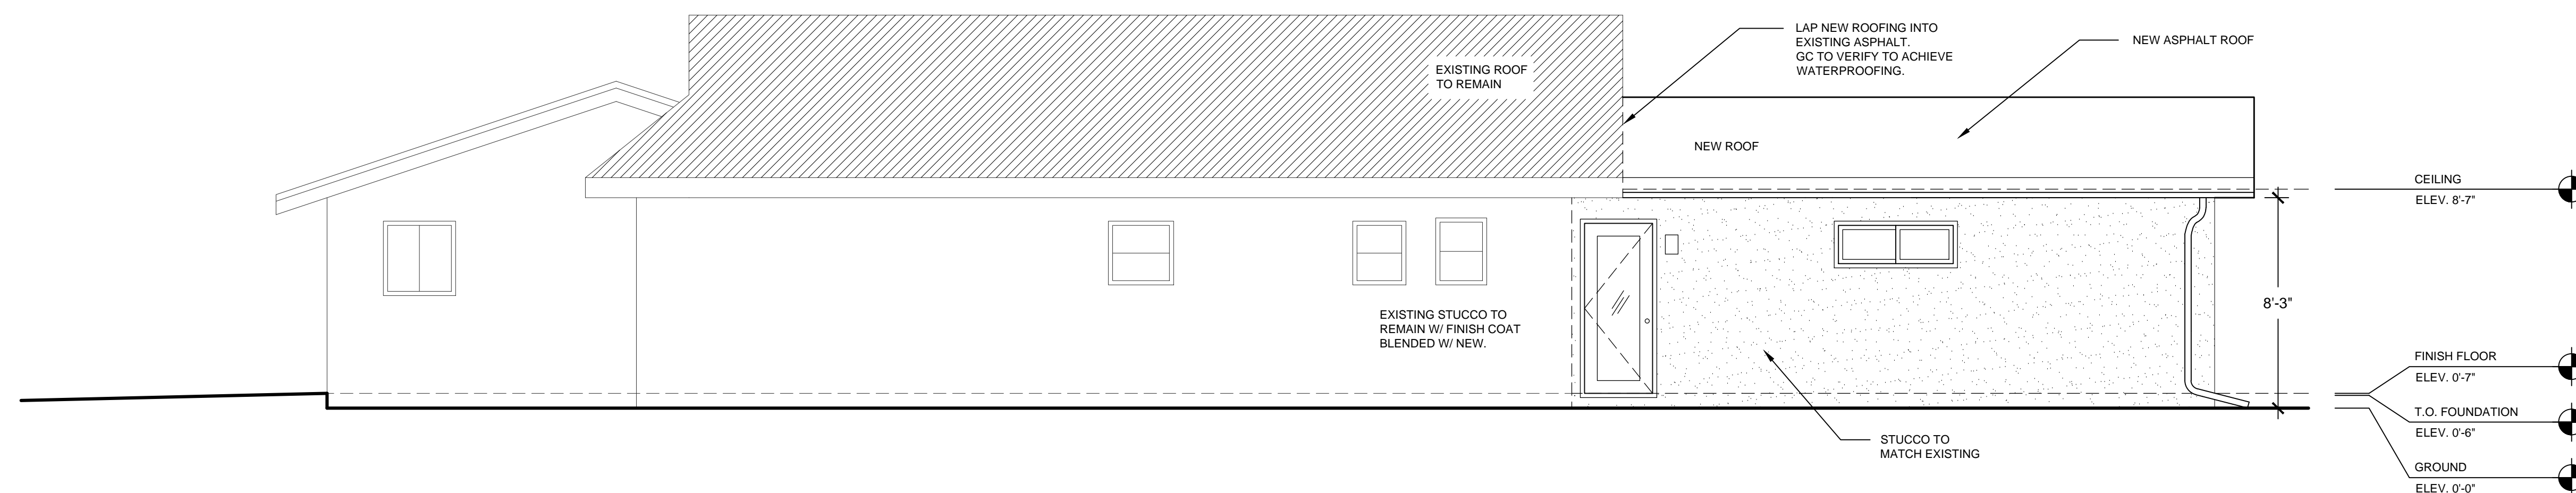 EXISTING ROOF
TO REMAIN
LAP NEW ROOFING INTO
EXISTING ASPHALT.
GC TO VERIFY TO ACHIEVE
WATERPROOFING.
NEW ASPHALT ROOF
NEW ROOF
CEILING
ELEV. 8'-7"
8'-3"
EXISTING STUCCO TO
REMAIN W/ FINISH COAT
BLENDED W/ NEW.
FINISH FLOOR
ELEV. 0'-7"
T.O. FOUNDATION
ELEV. 0'-6"
STUCCO TO
MATCH EXISTING
GROUND
ELEV. 0'-0"